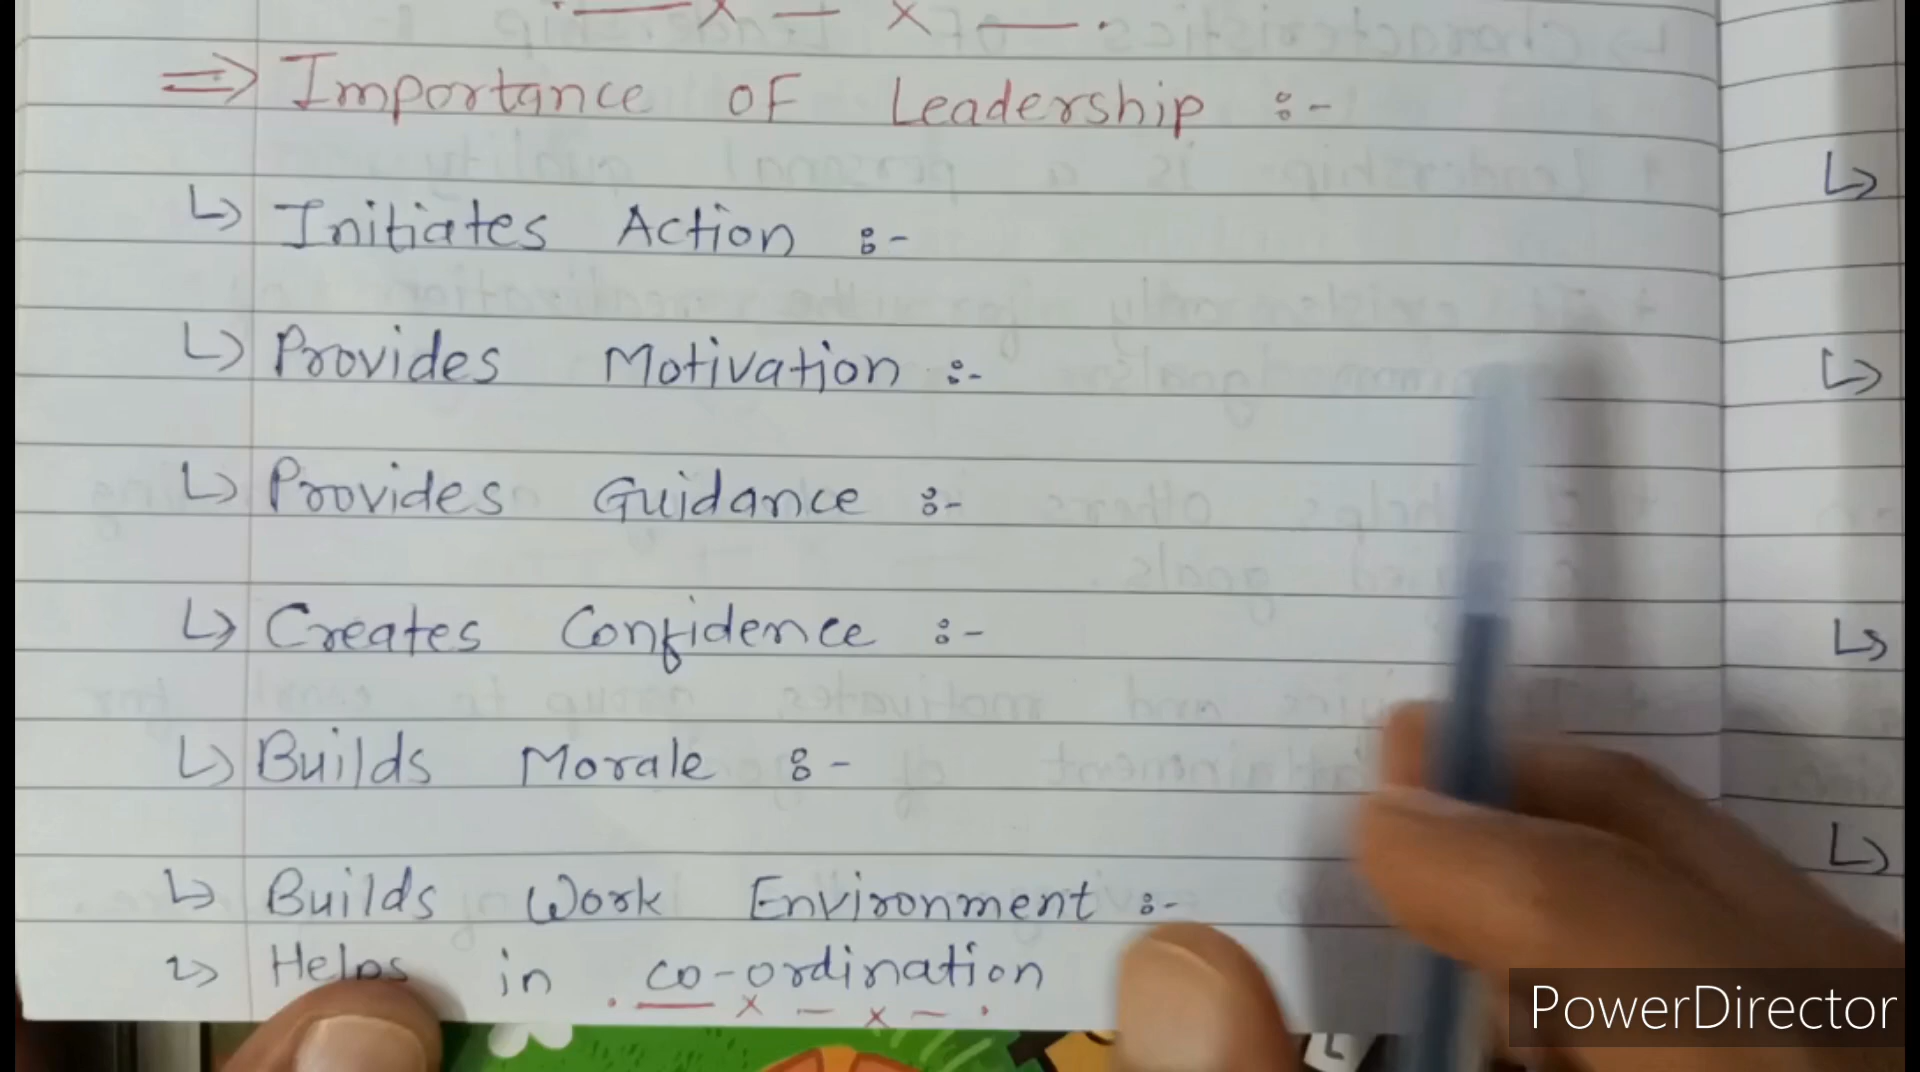 ⇒ Importance OF Leadership :-
↳ Initiates Action :-
↳ Provides Motivation :-
↳ Provides Guidance :-
↳ Creates Confidence :-
↳ Builds Morale :-
↳ Builds Work Environment :-
↳ Helps in co-ordination
PowerDirector